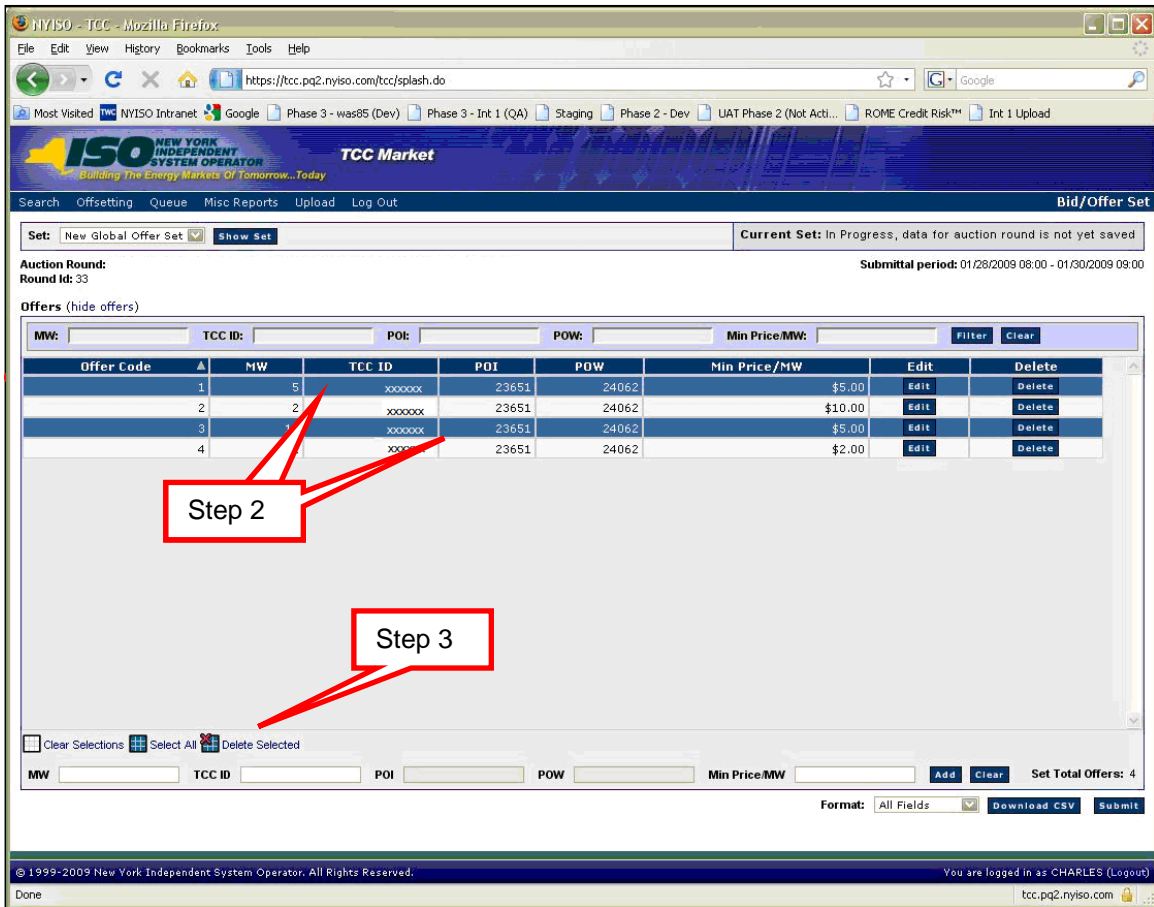 NYISO - TCC - Mozilla Firefox
File Edit View History Bookmarks Tools Help
https://tcc.pq2.nyiso.com/tcc/splash.do
G Google
Most Visited TWC NYISO Intranet Google Phase 3 - was85 (Dev) Phase 3 - Int 1 (QA) Staging Phase 2 - Dev UAT Phase 2 (Not Acti... ROME Credit Risk™ Int 1 Upload
ISO NEW YORK INDEPENDENT SYSTEM OPERATOR
Building The Energy Markets Of Tomorrow...Today
TCC Market
Search Offsetting Queue Misc Reports Upload Log Out Bid/Offer Set
Set: New Global Offer Set Show Set Current Set: In Progress, data for auction round is not yet saved
Auction Round: Submittal period: 01/28/2009 08:00 - 01/30/2009 09:00
Round Id: 33
Offers (hide offers)
MW: TCC ID: POI: POW: Min Price/MW: Filter Clear
Offer Code MW TCC ID POI POW Min Price/MW Edit Delete
1 5 xxxxxx 23651 24062 $5.00 Edit Delete
2 2 xxxxxx 23651 24062 $10.00 Edit Delete
3 1 xxxxxx 23651 24062 $5.00 Edit Delete
4 23651 24062 $2.00 Edit Delete
Step 2
Step 3
Clear Selections Select All Delete Selected
MW TCC ID POI POW Min Price/MW Add Clear Set Total Offers: 4
Format: All Fields Download CSV Submit
© 1999-2009 New York Independent System Operator. All Rights Reserved. You are logged in as CHARLES (Logout)
Done tcc.pq2.nyiso.com